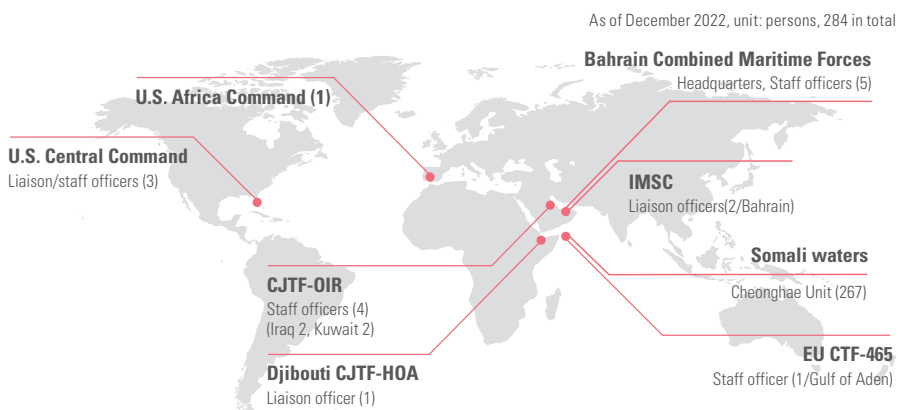 As of December 2022, unit: persons, 284 in total
Bahrain Combined Maritime Forces
Headquarters, Staff officers (5)
U.S. Africa Command (1)
U.S. Central Command
Liaison/staff officers (3)
IMSC
Liaison officers(2/Bahrain)
Somali waters
Cheonghae Unit (267)
CJTF-OIR
Staff officers (4)
(Iraq 2, Kuwait 2)
EU CTF-465
Staff officer (1/Gulf of Aden)
Djibouti CJTF-HOA
Liaison officer (1)